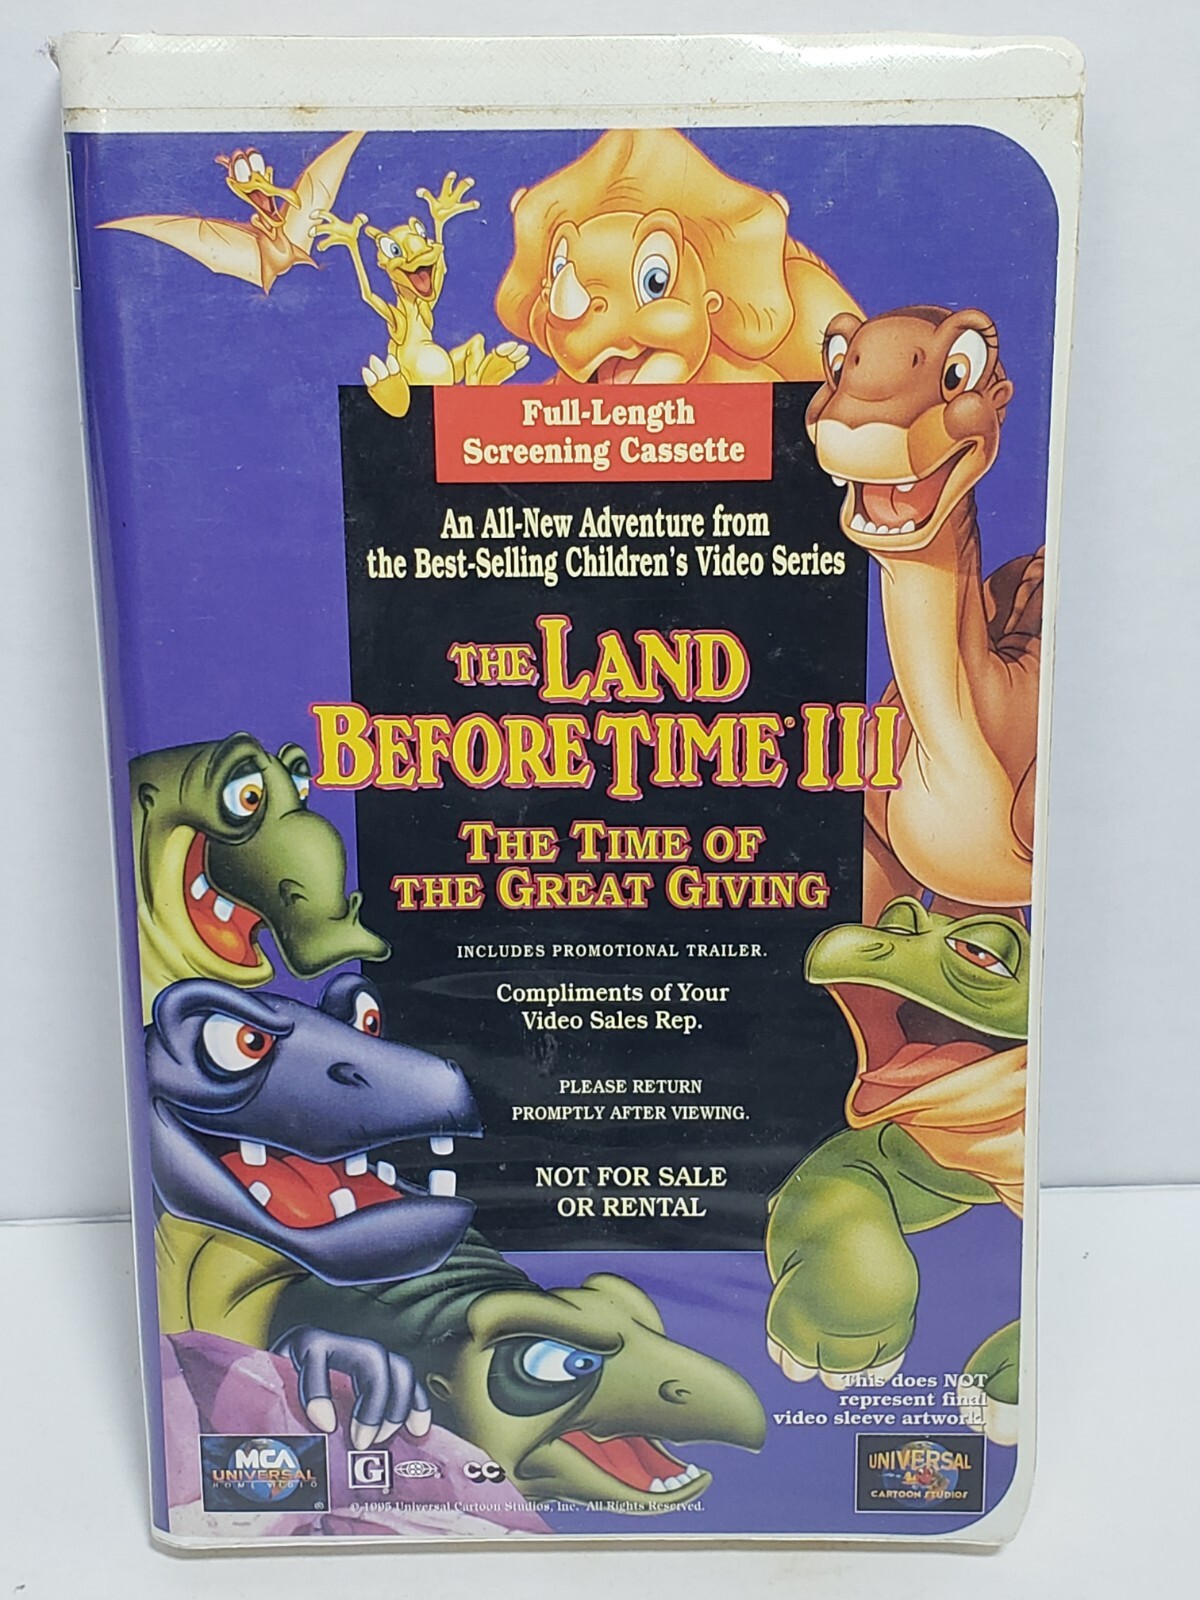 Full-Length
Screening Cassette
An All-New Adventure from
the Best-Selling Children's Video Series
THE LAND
BEFORE TIME® III
THE TIME OF
THE GREAT GIVING
INCLUDES PROMOTIONAL TRAILER.
Compliments of Your
Video Sales Rep.
PLEASE RETURN
PROMPTLY AFTER VIEWING.
NOT FOR SALE
OR RENTAL
This does NOT
represent final
video sleeve artwork.
MCA
UNIVERSAL
HOME VIDEO
G
CC
UNIVERSAL
CARTOON STUDIOS
©1995 Universal Cartoon Studios, Inc. All Rights Reserved.